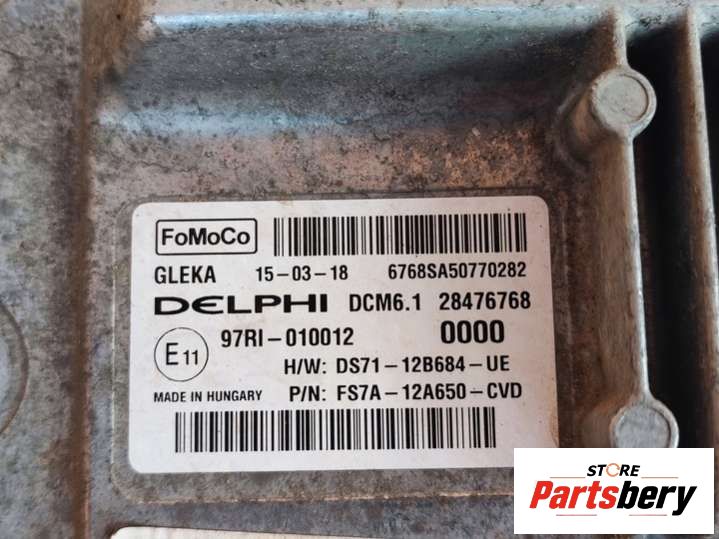 FoMoCo
GLEKA 15-03-18 6768SA50770282
DELPHI DCM6.1 28476768
E11 97RI-010012 0000
H/W: DS71-12B684-UE
MADE IN HUNGARY P/N: FS7A-12A650-CVD
STORE
Partsbery